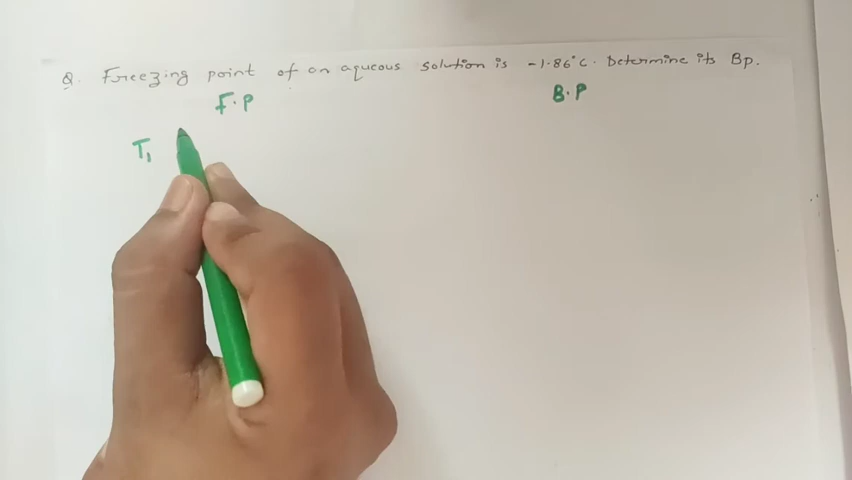 Q. Freezing point of an aqueous solution is -1.86°C. Determine its Bp.
F.P B.P
T₁